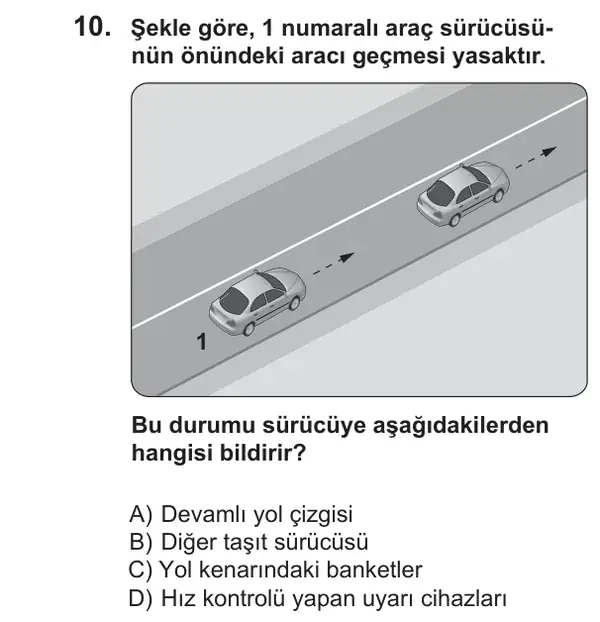 10. Şekle göre, 1 numaralı araç sürücüsü-
nün önündeki aracı geçmesi yasaktır.
1
Bu durumu sürücüye aşağıdakilerden
hangisi bildirir?
A) Devamlı yol çizgisi
B) Diğer taşıt sürücüsü
C) Yol kenarındaki banketler
D) Hız kontrolü yapan uyarı cihazları